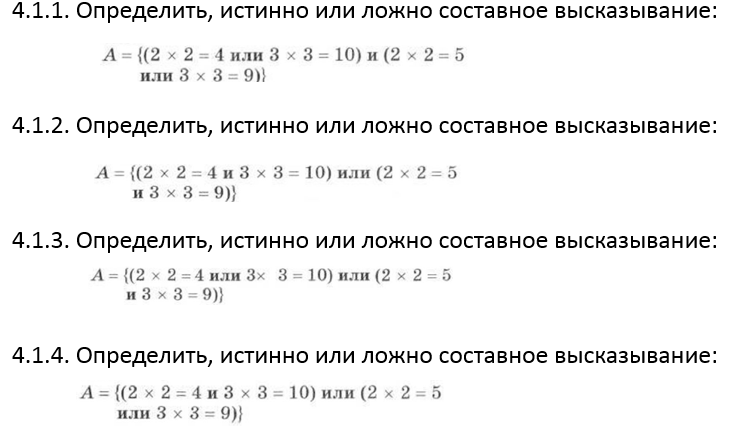 4.1.1. Определить, истинно или ложно составное высказывание:
A = {(2 × 2 = 4 или 3 × 3 = 10) и (2 × 2 = 5
или 3 × 3 = 9)}
4.1.2. Определить, истинно или ложно составное высказывание:
A = {(2 × 2 = 4 и 3 × 3 = 10) или (2 × 2 = 5
и 3 × 3 = 9)}
4.1.3. Определить, истинно или ложно составное высказывание:
A = {(2 × 2 = 4 или 3× 3 = 10) или (2 × 2 = 5
и 3 × 3 = 9)}
4.1.4. Определить, истинно или ложно составное высказывание:
A = {(2 × 2 = 4 и 3 × 3 = 10) или (2 × 2 = 5
или 3 × 3 = 9)}